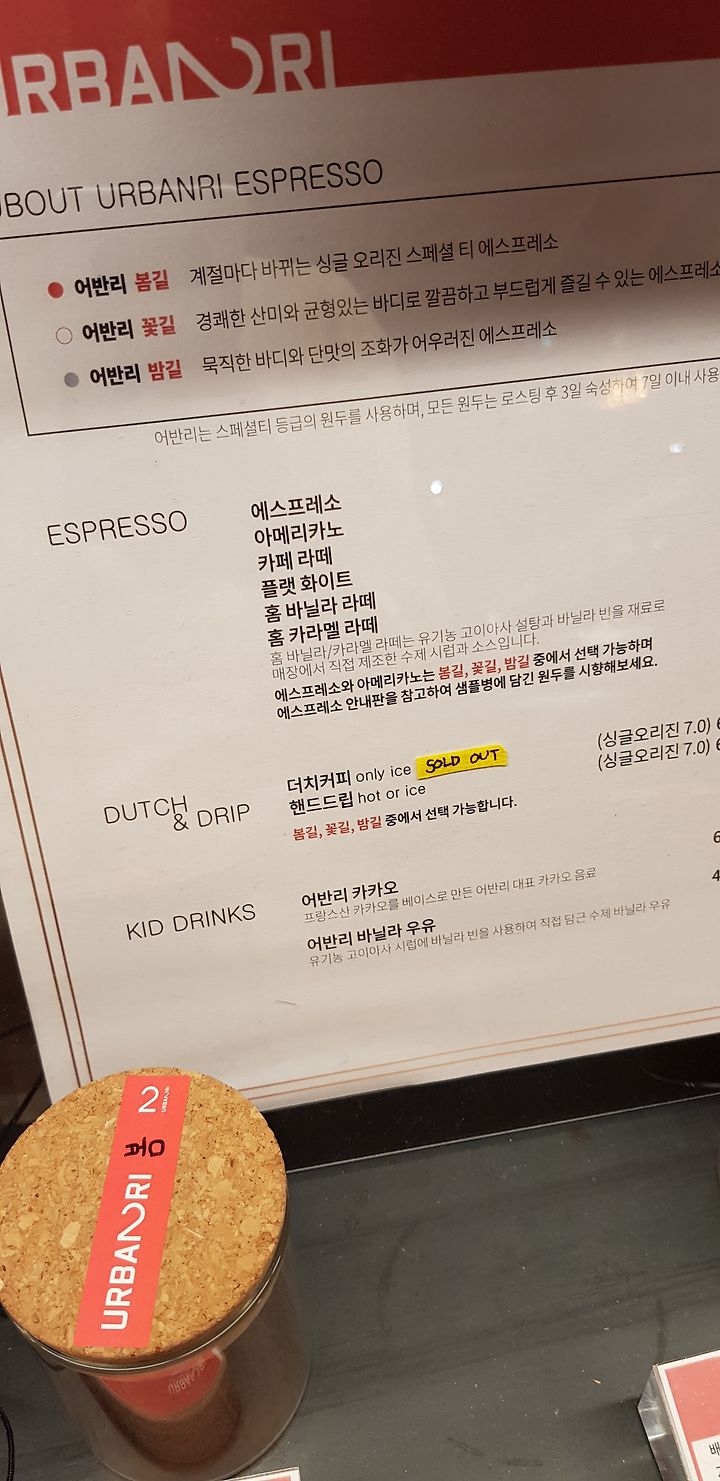 URBANRI
ABOUT URBANRI ESPRESSO
어반리 봄길 계절마다 바뀌는 싱글 오리진 스페셜 티 에스프레소
어반리 꽃길 경쾌한 산미와 균형있는 바디로 깔끔하고 부드럽게 즐길 수 있는 에스프레소
어반리 밤길 묵직한 바디와 단맛의 조화가 어우러진 에스프레소
어반리는 스페셜티 등급의 원두를 사용하며, 모든 원두는 로스팅 후 3일 숙성하여 7일 이내 사용
ESPRESSO
에스프레소
아메리카노
카페 라떼
플랫 화이트
홈 바닐라 라떼
홈 카라멜 라떼
홈 바닐라/카라멜 라떼는 유기농 고이아사 설탕과 바닐라 빈을 재료로
매장에서 직접 제조한 수제 시럽과 소스입니다.
에스프레소와 아메리카노는 봄길, 꽃길, 밤길 중에서 선택 가능하며
에스프레소 안내판을 참고하여 샘플병에 담긴 원두를 시향해보세요.
DUTCH & DRIP
더치커피 only ice SOLD OUT (싱글오리진 7.0) 6
핸드드립 hot or ice (싱글오리진 7.0) 6
봄길, 꽃길, 밤길 중에서 선택 가능합니다.
KID DRINKS
어반리 카카오 6
프랑스산 카카오를 베이스로 만든 어반리 대표 카카오 음료
어반리 바닐라 우유 4
유기농 고이아사 시럽에 바닐라 빈을 사용하여 직접 담근 수제 바닐라 우유
2 URBANRI
봄
URBANRI